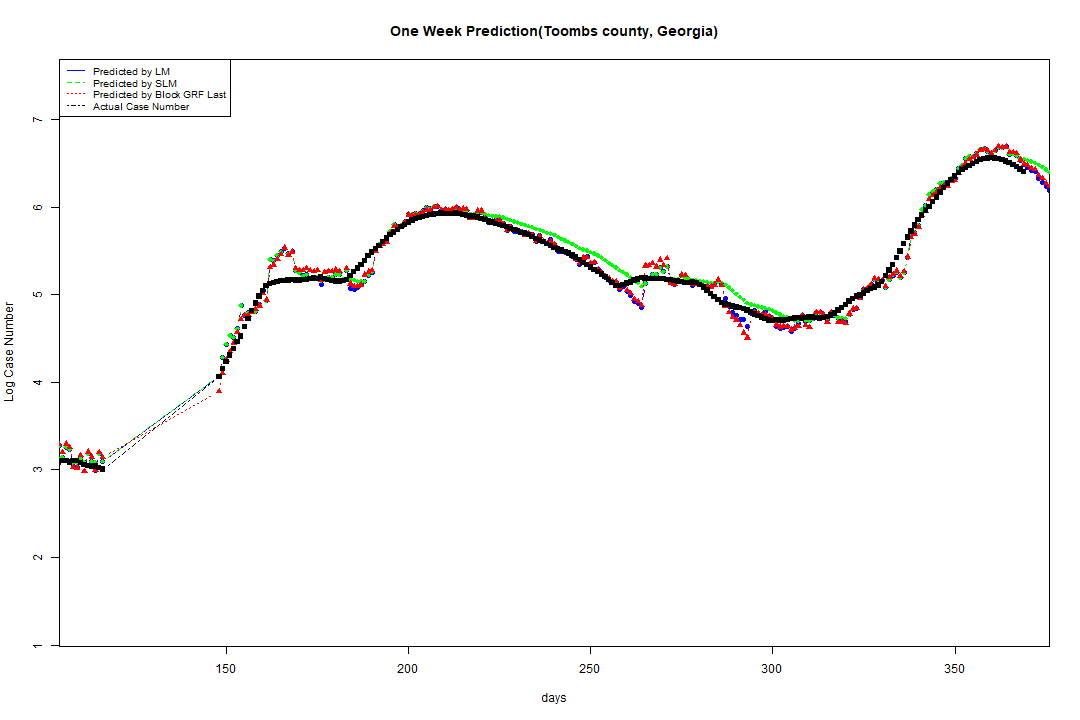 One Week Prediction(Toombs county, Georgia)
Predicted by LM
Predicted by SLM
Predicted by Block GRF Last
Actual Case Number
7
6
5
4
3
2
1
Log Case Number
150 200 250 300 350
days